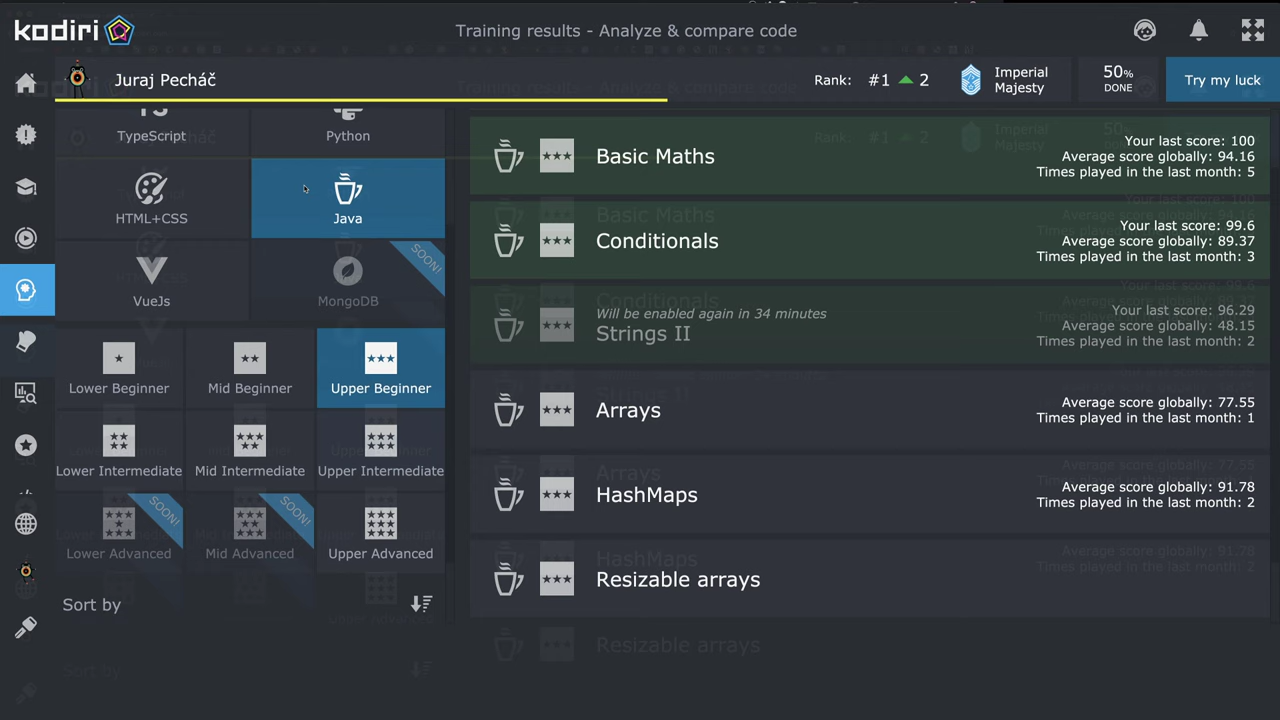 kodiri
Training results - Analyze & compare code
Juraj Pecháč
Rank: #1 2
Imperial
Majesty
50%
DONE
Try my luck
TypeScript
Python
HTML+CSS
Java
VueJs
MongoDB
SOON!
Lower Beginner
Mid Beginner
Upper Beginner
Lower Intermediate
Mid Intermediate
Upper Intermediate
SOON!
SOON!
Lower Advanced
Mid Advanced
Upper Advanced
Sort by
Basic Maths
Your last score: 100
Average score globally: 94.16
Times played in the last month: 5
Conditionals
Your last score: 99.6
Average score globally: 89.37
Times played in the last month: 3
Will be enabled again in 34 minutes
Strings II
Your last score: 96.29
Average score globally: 48.15
Times played in the last month: 2
Arrays
Average score globally: 77.55
Times played in the last month: 1
HashMaps
Average score globally: 91.78
Times played in the last month: 2
Resizable arrays